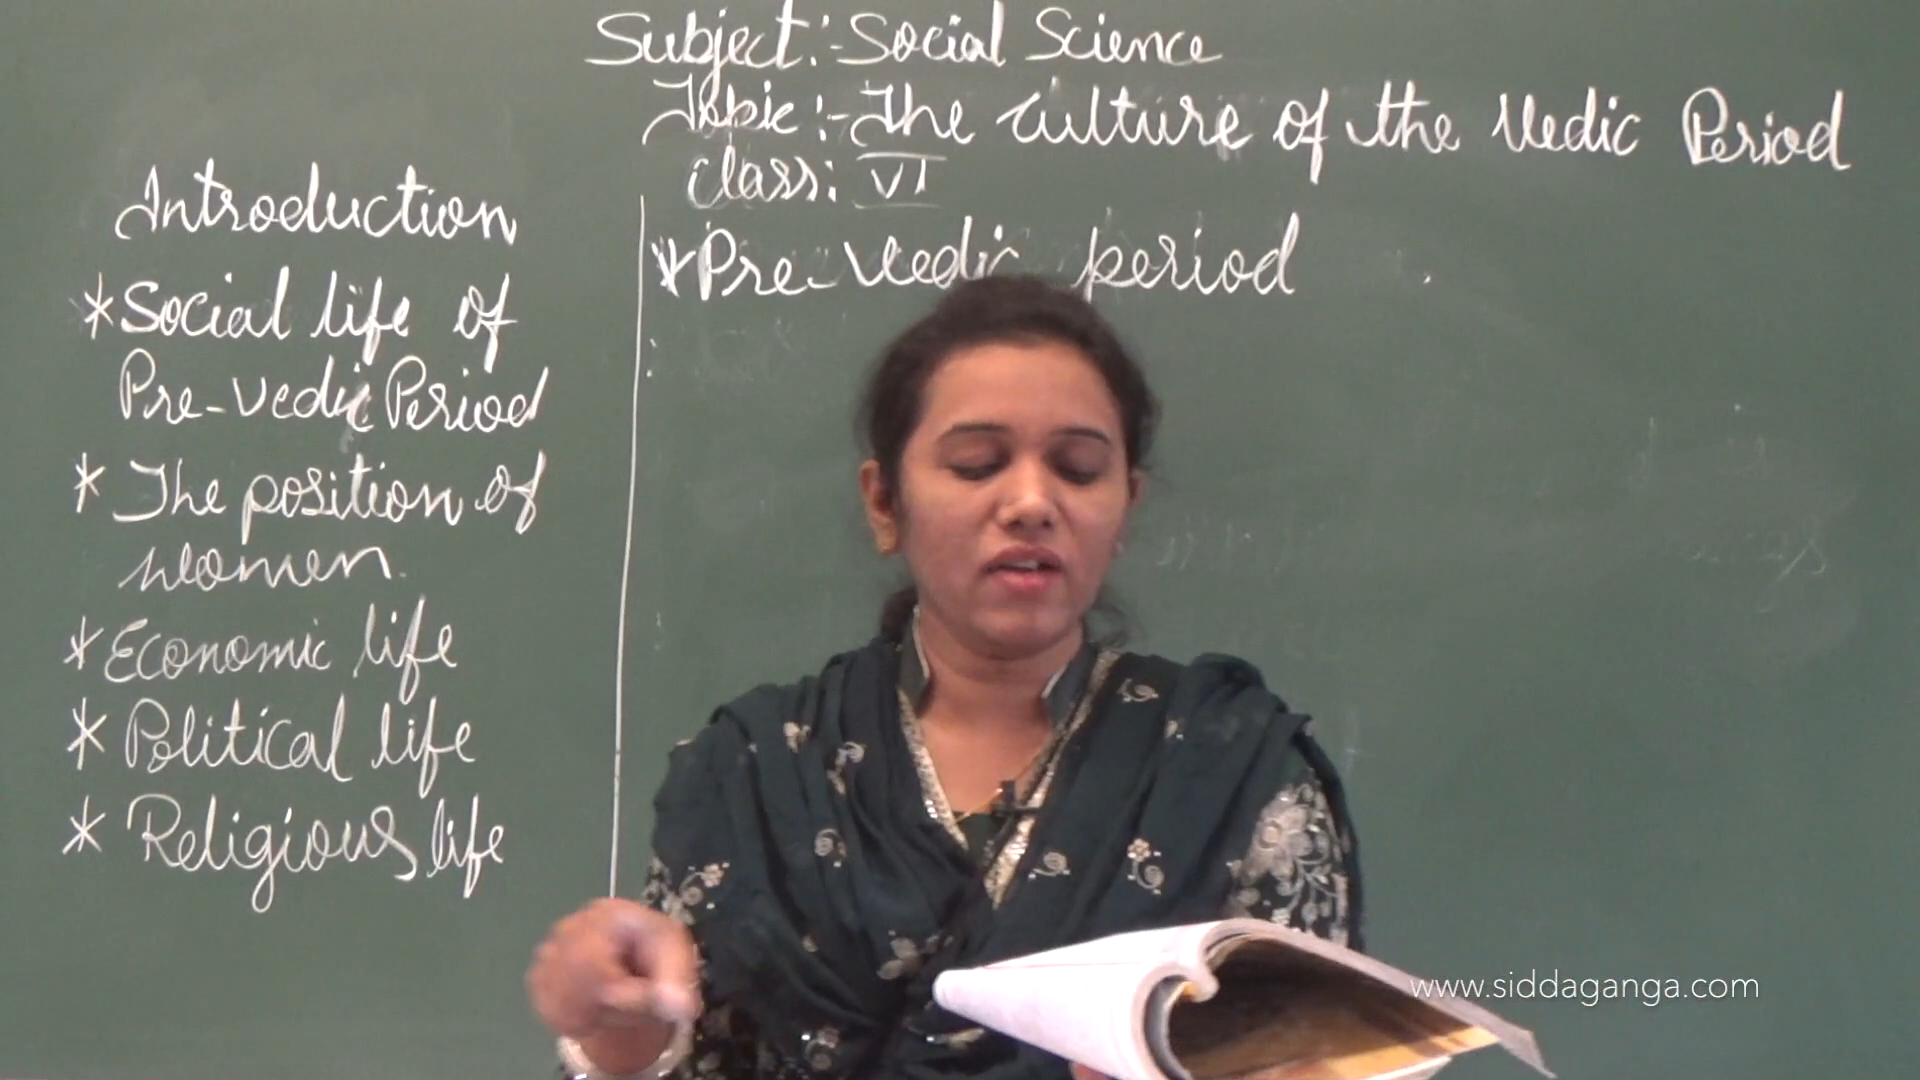 Subject:-Social Science
Topic:-The culture of the Vedic Period
class: VI
Introduction
*Social life of
Pre-vedic Period
* The position of
women.
*Economic life
* Political life
* Religious life
*Pre-Vedic period
www.siddaganga.com